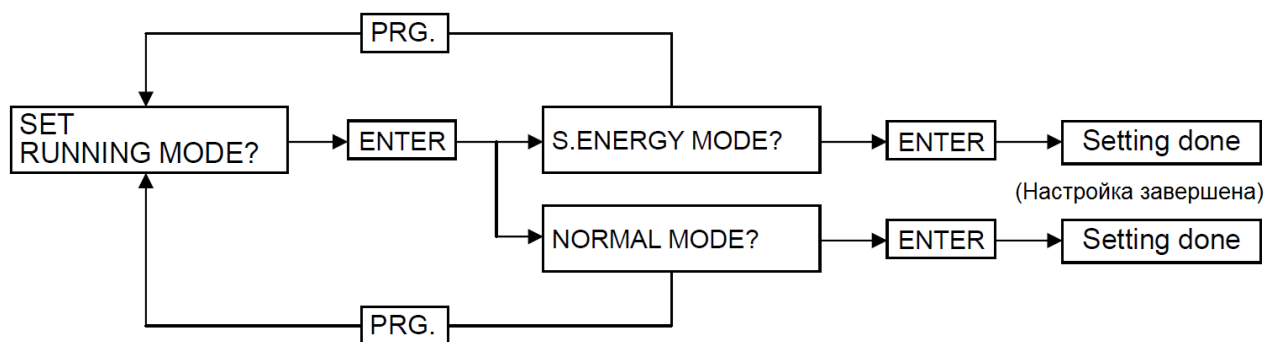 PRG.
SET
RUNNING MODE?
ENTER
S.ENERGY MODE?
ENTER
Setting done
(Настройка завершена)
NORMAL MODE?
ENTER
Setting done
PRG.